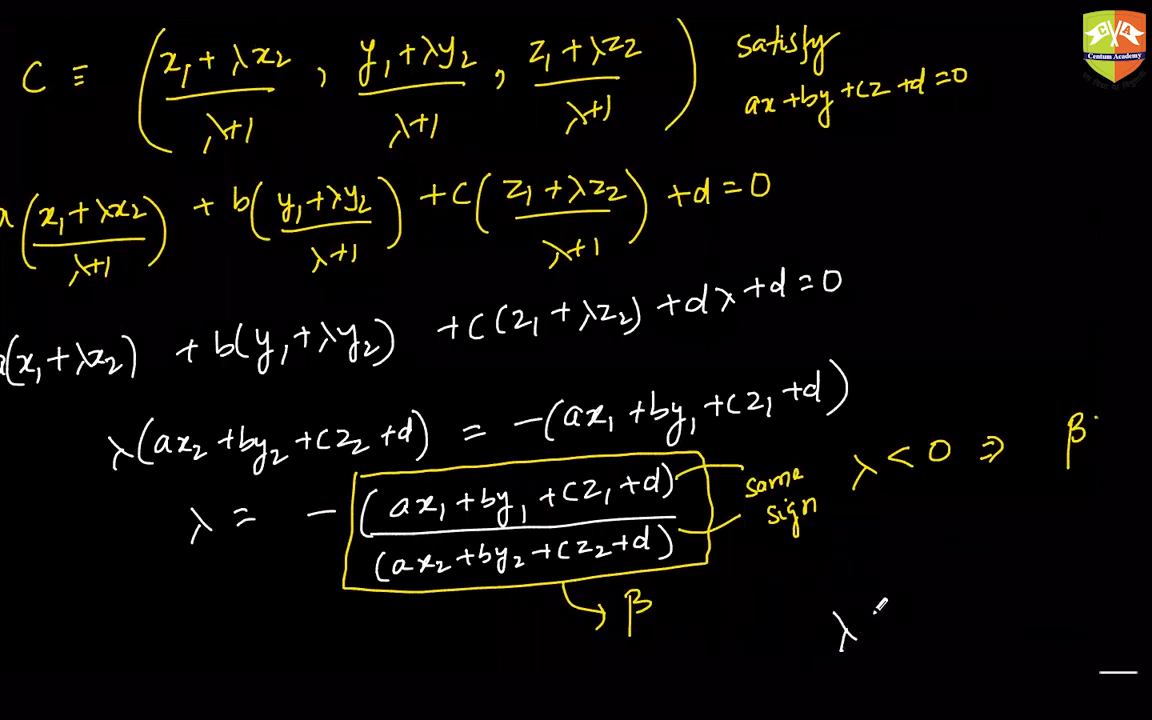 C ≡ ( (x₁ + λx₂)/(λ+1) , (y₁ + λy₂)/(λ+1) , (z₁ + λz₂)/(λ+1) ) satisfy
ax + by + cz + d = 0
C A
Centum Academy
a( (x₁ + λx₂)/(λ+1) ) + b( (y₁ + λy₂)/(λ+1) ) + c( (z₁ + λz₂)/(λ+1) ) + d = 0
a(x₁ + λx₂) + b(y₁ + λy₂) + c(z₁ + λz₂) + dλ + d = 0
λ(ax₂ + by₂ + cz₂ + d) = -(ax₁ + by₁ + cz₁ + d)
λ = - (ax₁ + by₁ + cz₁ + d)/(ax₂ + by₂ + cz₂ + d)
same
sign
λ < 0 ⇒ β
→ β
λ